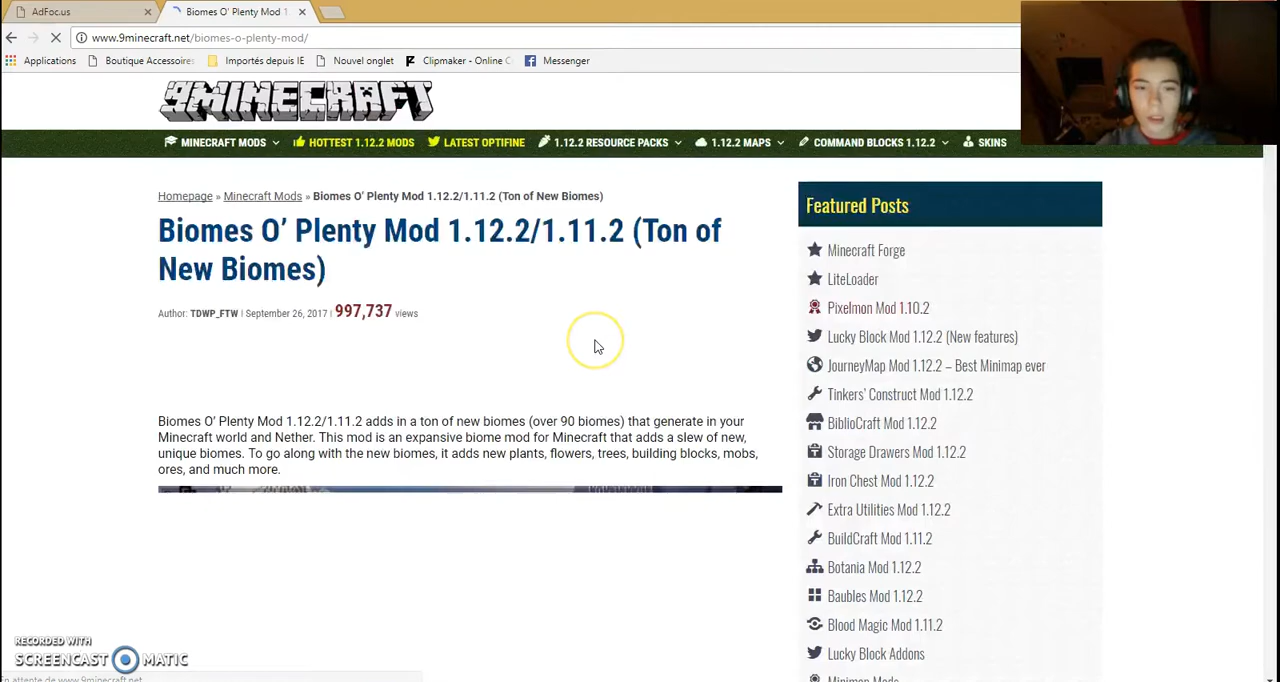 AdFoc.us
Biomes O' Plenty Mod 1
www.9minecraft.net/biomes-o-plenty-mod/
Applications
Boutique Accessoire
Importés depuis IE
Nouvel onglet
Clipmaker - Online C
Messenger
9MINECRAFT
MINECRAFT MODS
HOTTEST 1.12.2 MODS
LATEST OPTIFINE
1.12.2 RESOURCE PACKS
1.12.2 MAPS
COMMAND BLOCKS 1.12.2
SKINS
Homepage » Minecraft Mods » Biomes O' Plenty Mod 1.12.2/1.11.2 (Ton of New Biomes)
Biomes O' Plenty Mod 1.12.2/1.11.2 (Ton of
New Biomes)
Author: TDWP_FTW | September 26, 2017 | 997,737 views
Biomes O' Plenty Mod 1.12.2/1.11.2 adds in a ton of new biomes (over 90 biomes) that generate in your
Minecraft world and Nether. This mod is an expansive biome mod for Minecraft that adds a slew of new,
unique biomes. To go along with the new biomes, it adds new plants, flowers, trees, building blocks, mobs,
ores, and much more.
Featured Posts
Minecraft Forge
LiteLoader
Pixelmon Mod 1.10.2
Lucky Block Mod 1.12.2 (New features)
JourneyMap Mod 1.12.2 – Best Minimap ever
Tinkers' Construct Mod 1.12.2
BiblioCraft Mod 1.12.2
Storage Drawers Mod 1.12.2
Iron Chest Mod 1.12.2
Extra Utilities Mod 1.12.2
BuildCraft Mod 1.11.2
Botania Mod 1.12.2
Baubles Mod 1.12.2
Blood Magic Mod 1.11.2
Lucky Block Addons
Minimap Mods
RECORDED WITH
SCREENCAST MATIC
En attente de www.9minecraft.net